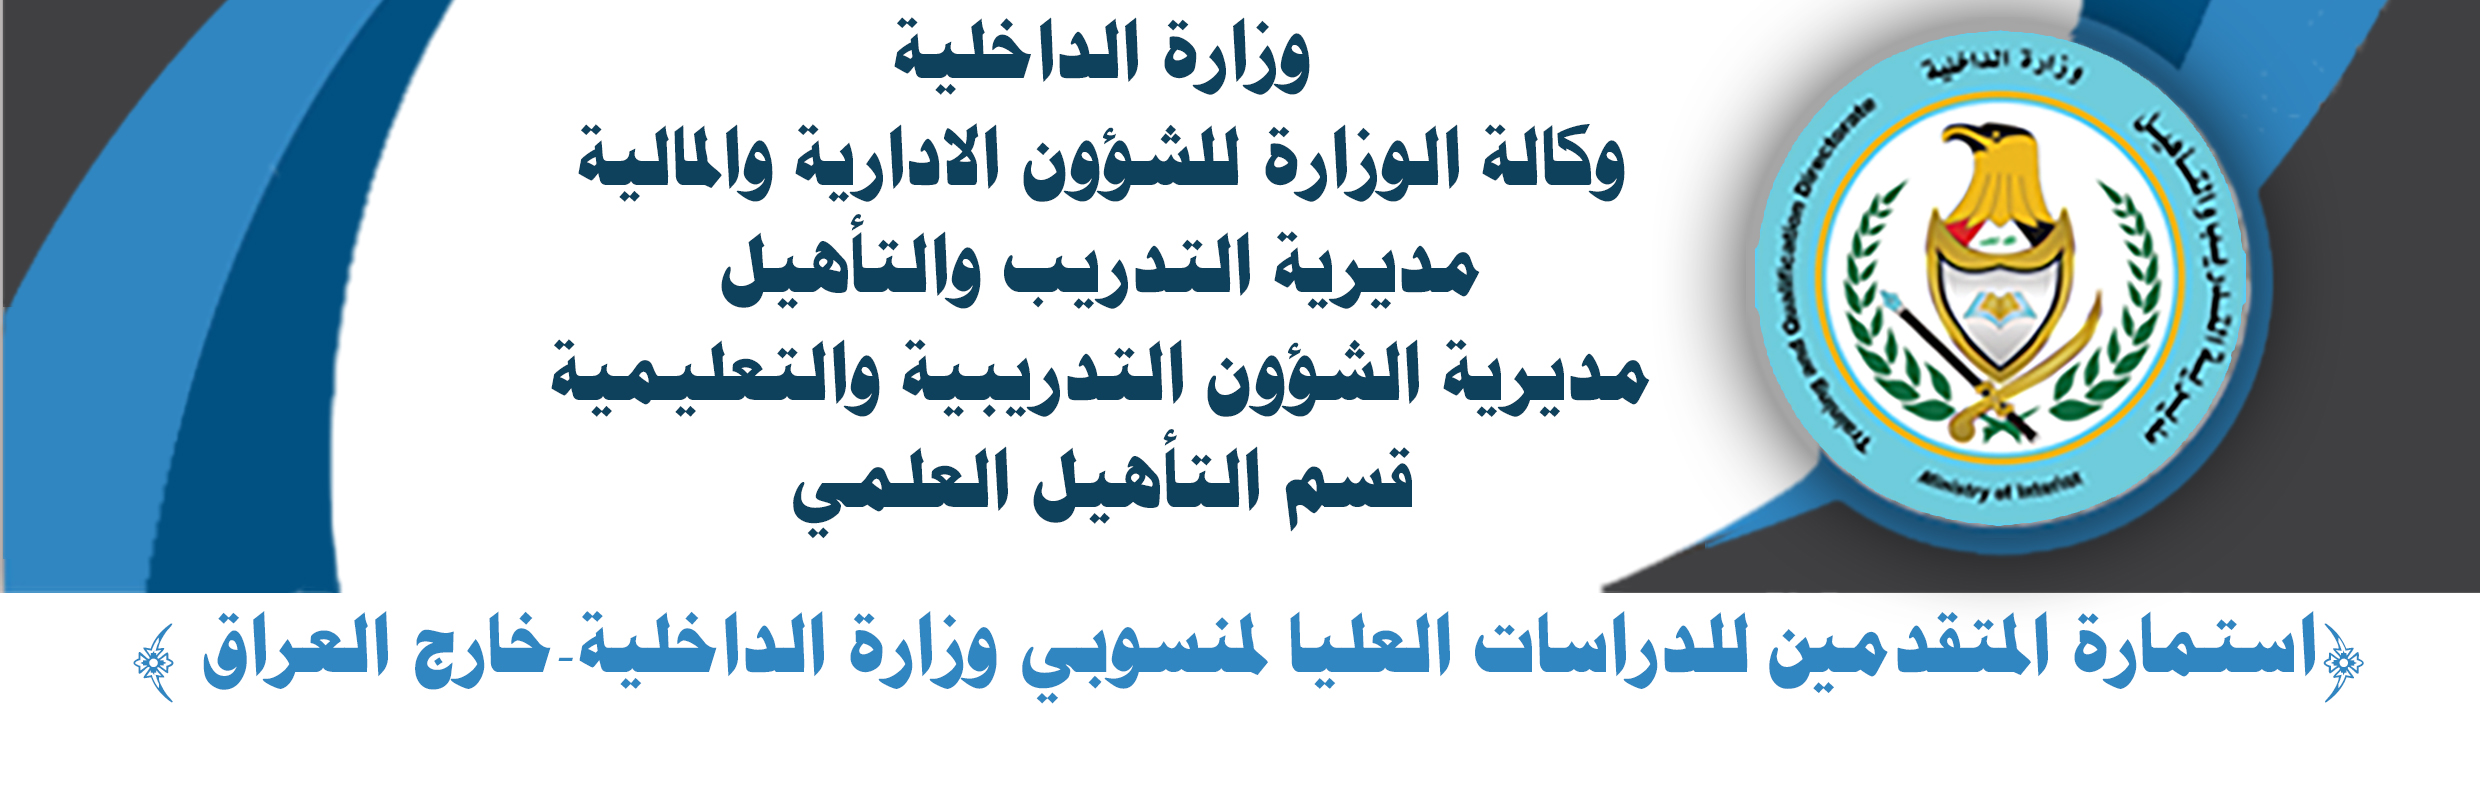 وزارة الداخلية
وكالة الوزارة للشؤون الادارية والمالية
مديرية التدريب والتأهيل
مديرية الشؤون التدريبية والتعليمية
قسم التأهيل العلمي
وزارة الداخلية
مديرية التدريب والتأهيل
Training and Qualification Directorate
Ministry of Interior
﴿استمارة المتقدمين للدراسات العليا لمنسوبي وزارة الداخلية-خارج العراق ﴾